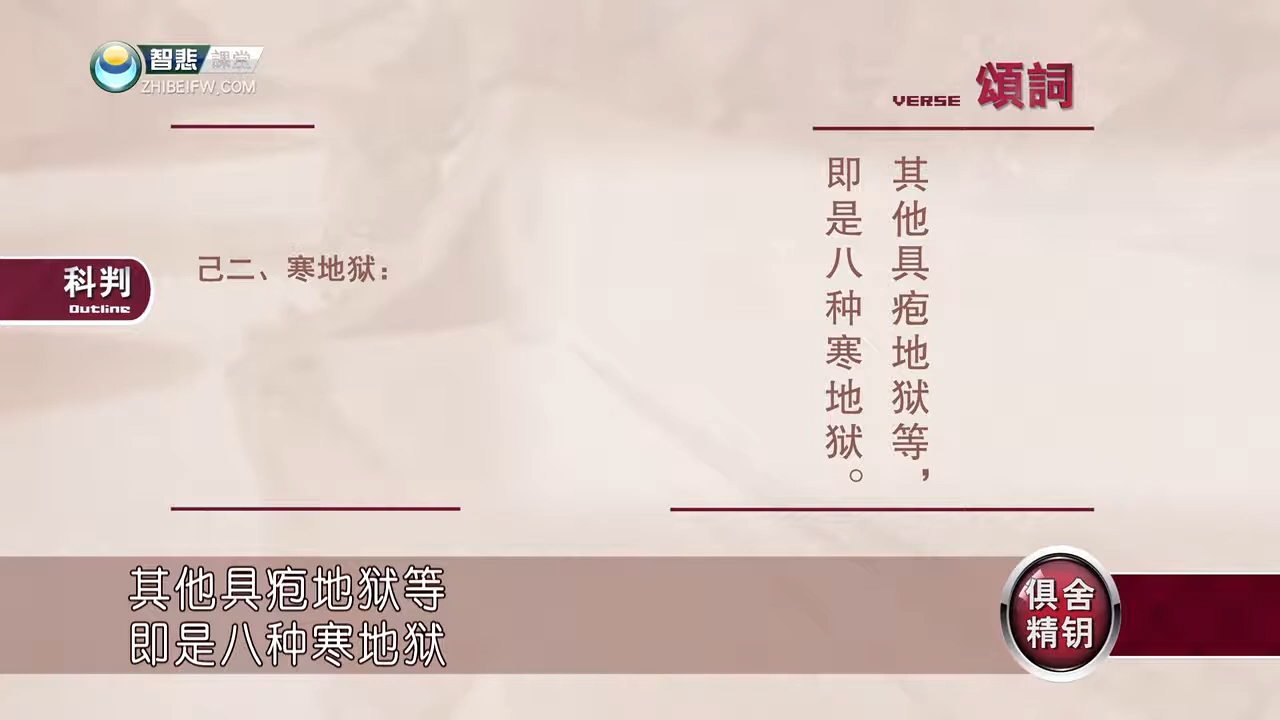 智悲 課堂
ZHIBEIFW.COM
VERSE 頌詞
其他具疱地狱等，
即是八种寒地狱。
科判
Outline
己二、寒地狱：
其他具疱地狱等
即是八种寒地狱
俱舍
精钥